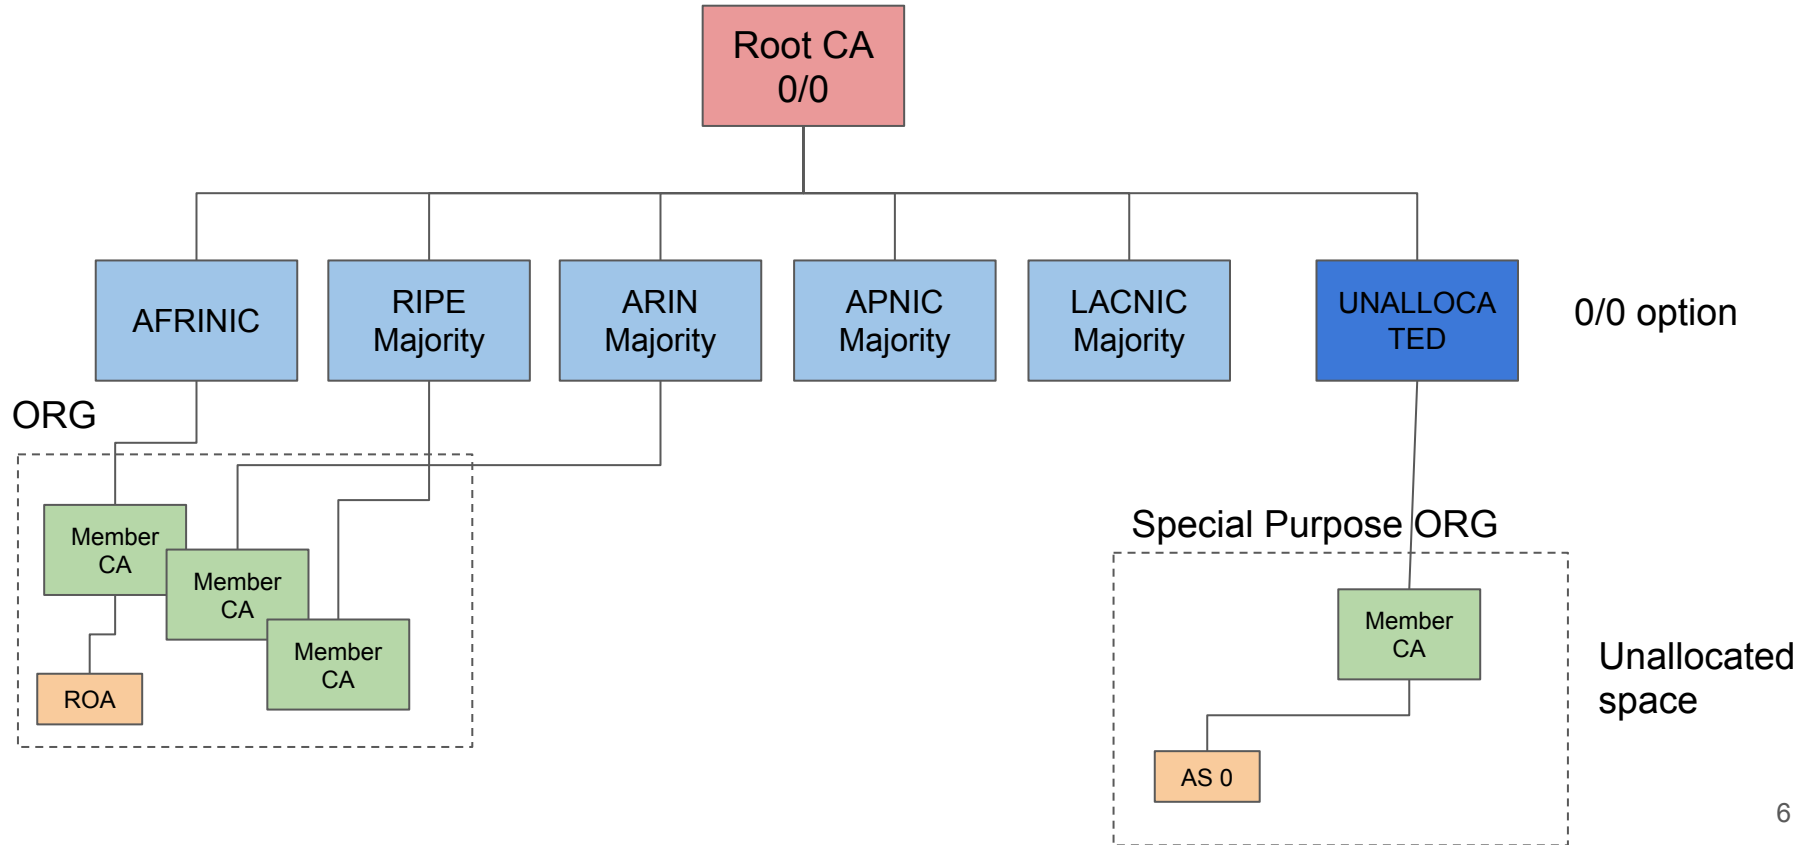 Root CA
0/0
AFRINIC
RIPE
Majority
ARIN
Majority
APNIC
Majority
LACNIC
Majority
UNALLOCA
TED
0/0 option
ORG
Member
CA
Member
CA
Member
CA
ROA
Special Purpose ORG
Member
CA
AS 0
Unallocated
space
6